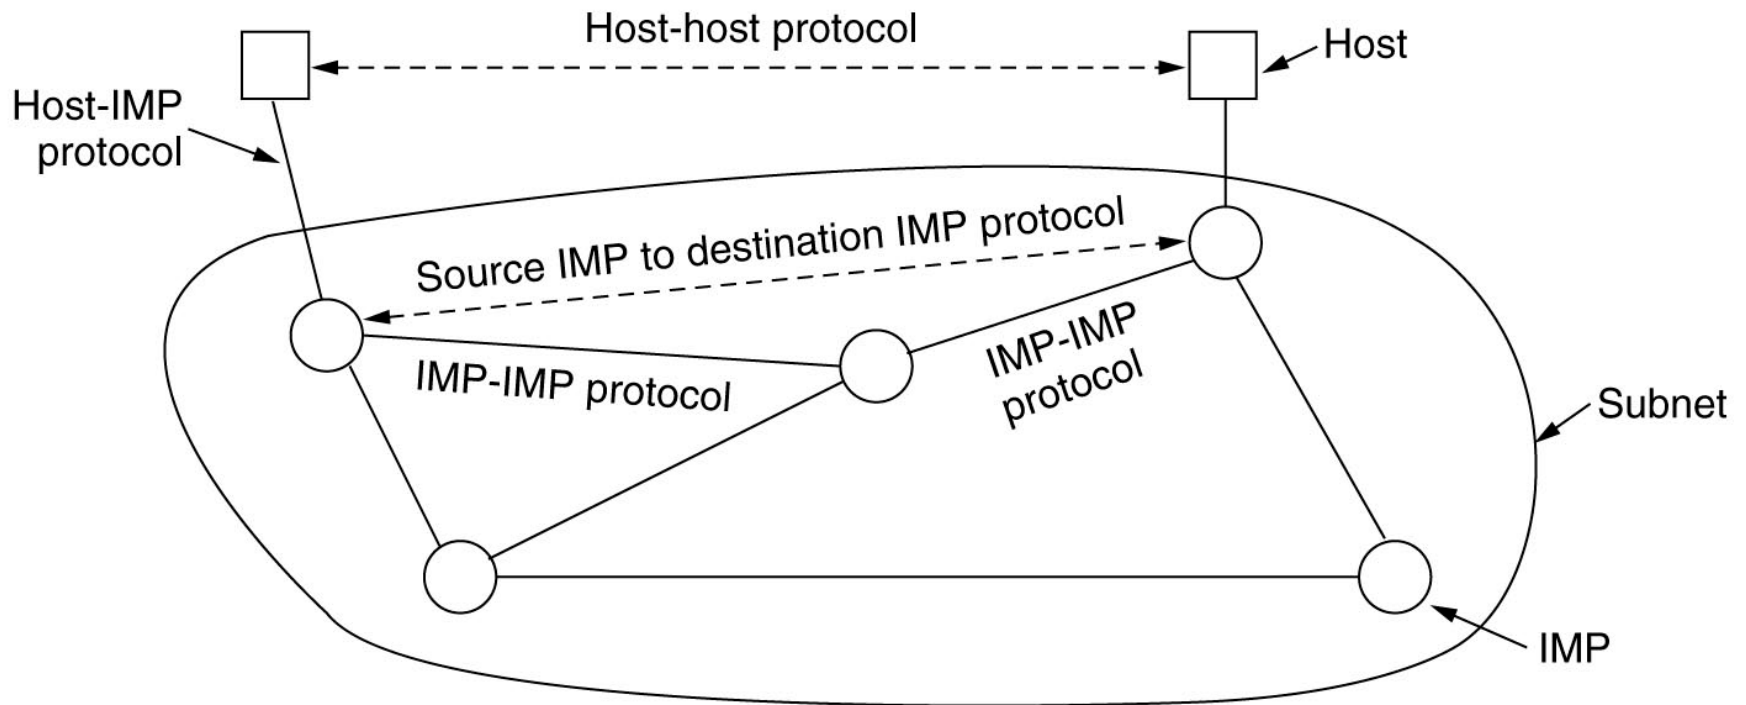 Host-host protocol
Host
Host-IMP
protocol
Source IMP to destination IMP protocol
IMP-IMP protocol
IMP-IMP
protocol
Subnet
IMP